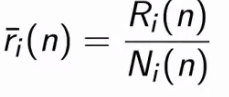 r̄ᵢ(n) = Rᵢ(n) / Nᵢ(n)